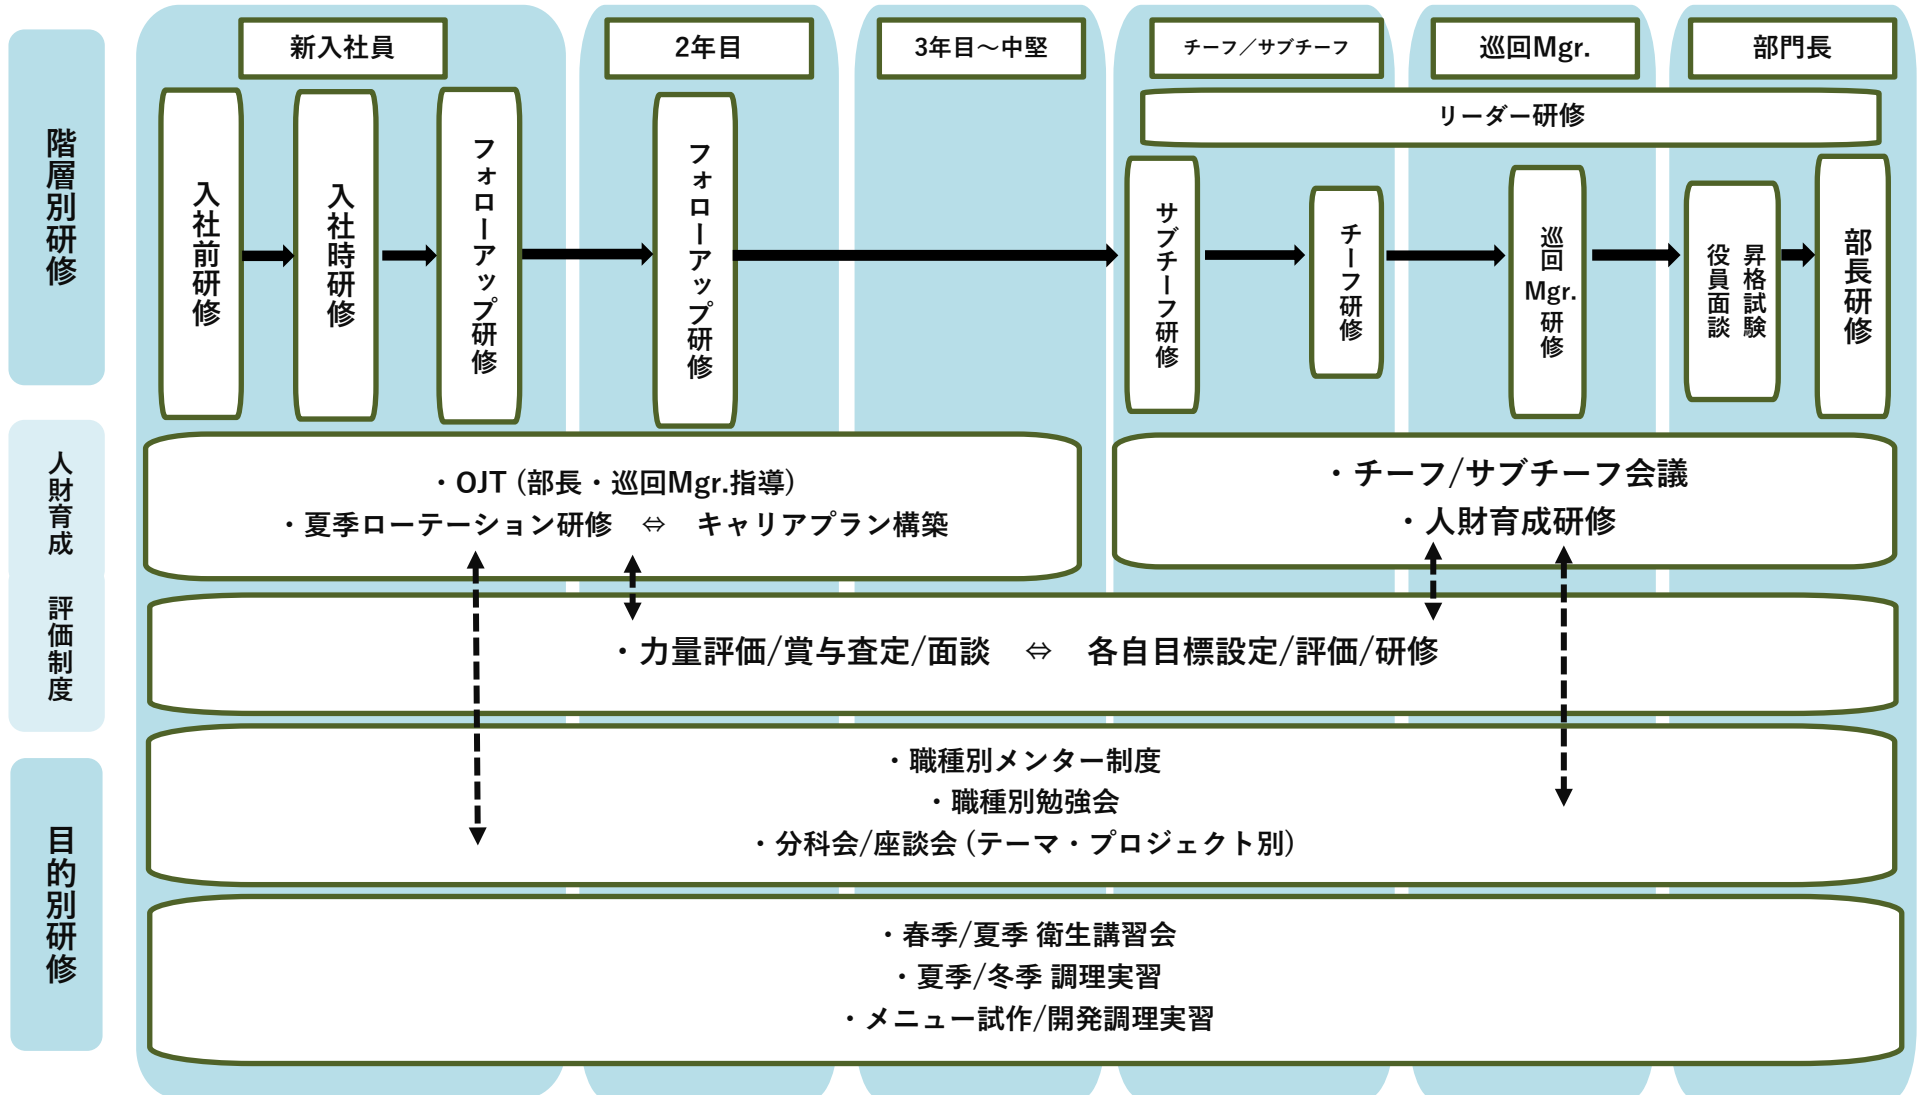 新入社員
2年目
3年目～中堅
チーフ／サブチーフ
巡回Mgr.
部門長
階層別研修
リーダー研修
入社前研修
入社時研修
フォローアップ研修
フォローアップ研修
サブチーフ研修
チーフ研修
巡回Mgr.研修
昇格試験
役員面談
部長研修
人財育成
・OJT (部長・巡回Mgr.指導)
・夏季ローテーション研修 ⇔ キャリアプラン構築
・チーフ/サブチーフ会議
・人財育成研修
評価制度
・力量評価/賞与査定/面談 ⇔ 各自目標設定/評価/研修
目的別研修
・職種別メンター制度
・職種別勉強会
・分科会/座談会 (テーマ・プロジェクト別)
・春季/夏季 衛生講習会
・夏季/冬季 調理実習
・メニュー試作/開発調理実習